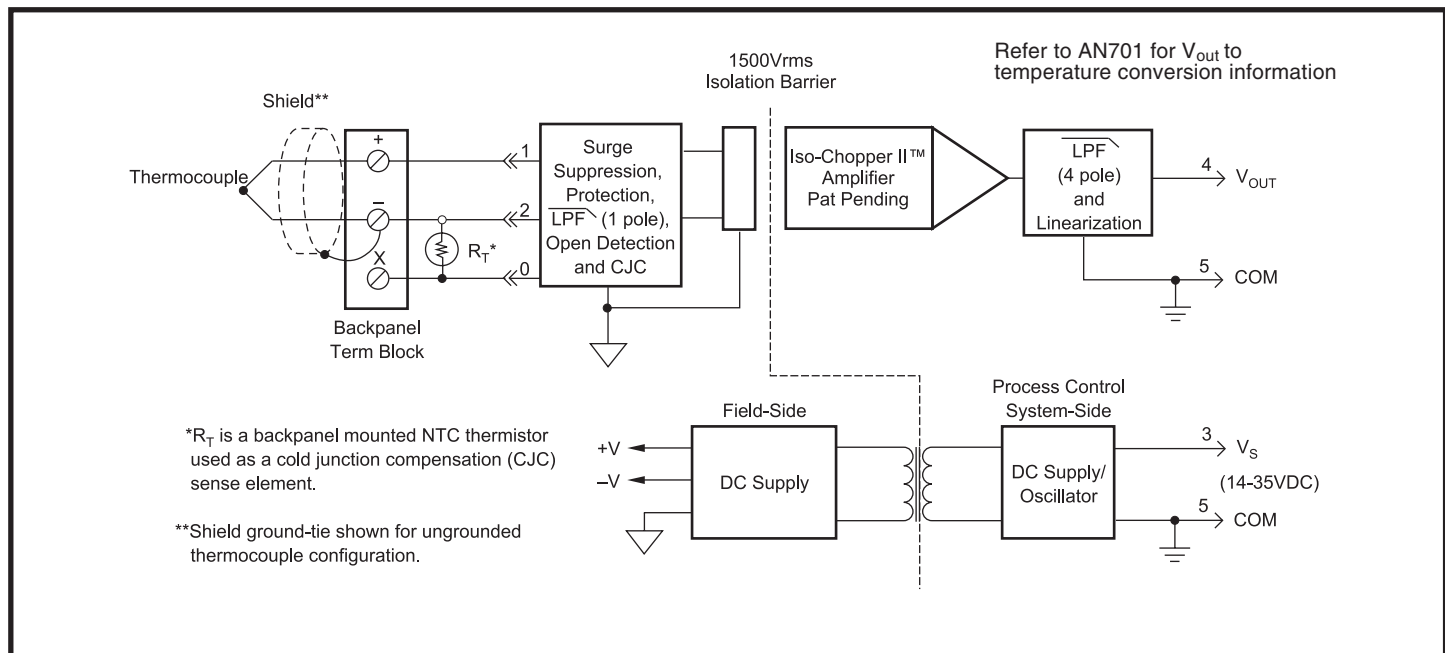 1500Vrms
Isolation Barrier
Refer to AN701 for Vout to
temperature conversion information
Shield**
Thermocouple
+
–
X
Backpanel
Term Block
RT*
1
2
0
Surge
Suppression,
Protection,
LPF (1 pole),
Open Detection
and CJC
Iso-Chopper II™
Amplifier
Pat Pending
LPF
(4 pole)
and
Linearization
4
VOUT
5
COM
*RT is a backpanel mounted NTC thermistor
used as a cold junction compensation (CJC)
sense element.
**Shield ground-tie shown for ungrounded
thermocouple configuration.
Field-Side
+V
–V
DC Supply
Process Control
System-Side
DC Supply/
Oscillator
3
VS
(14-35VDC)
5
COM